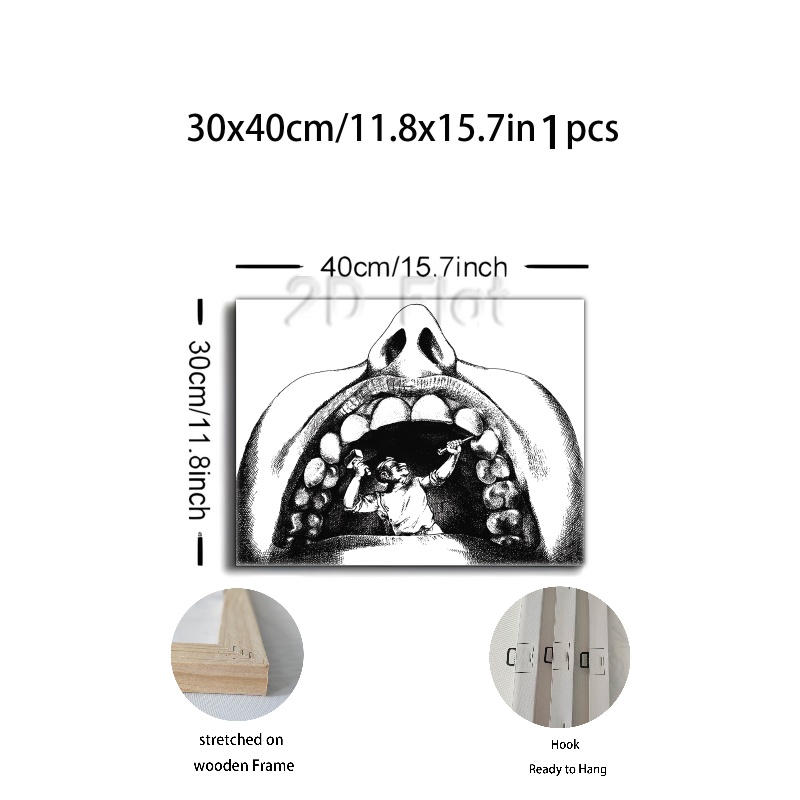 30x40cm/11.8x15.7in 1 pcs
40cm/15.7inch
2D Flat
30cm/11.8inch
stretched on
wooden Frame
Hook
Ready to Hang